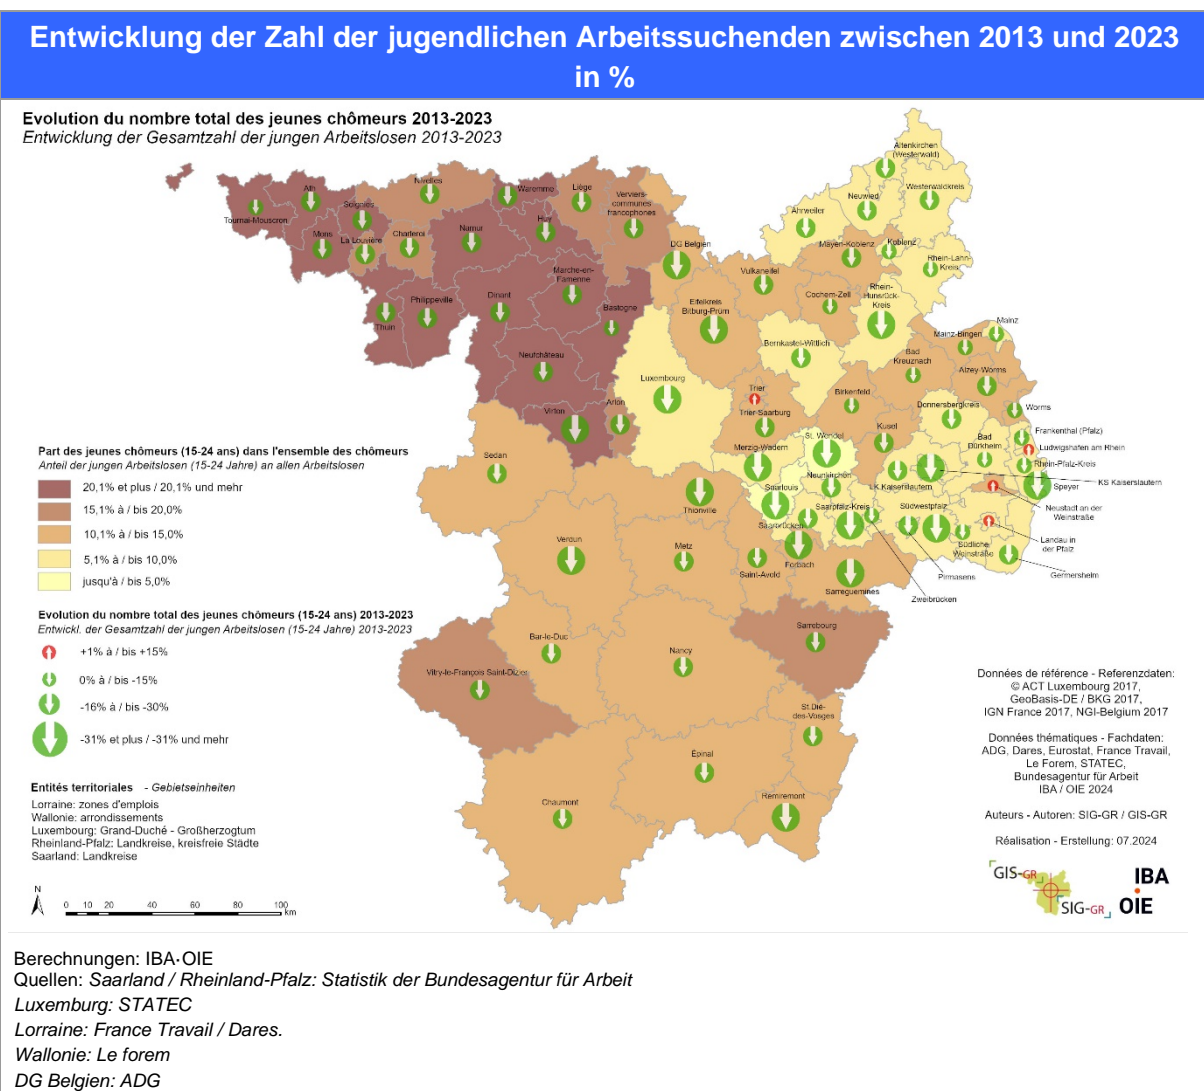 Entwicklung der Zahl der jugendlichen Arbeitssuchenden zwischen 2013 und 2023
in %
Evolution du nombre total des jeunes chômeurs 2013-2023
Entwicklung der Gesamtzahl der jungen Arbeitslosen 2013-2023
Altenkirchen
(Westerwald)
Westerwaldkreis
Neuwied
Ahrweiler
Mayen-Koblenz
Koblenz
Rhein-Lahn-
Kreis
Ath
Nivelles
Waremme
Liège
Verviers-
communes
francophones
Tournai-Mouscron
Soignies
Mons
La Louvière
Charleroi
Namur
Huy
DG Belgien
Vulkaneifel
Cochem-Zell
Rhein-
Hunsrück-
Kreis
Marche-en-
Famenne
Thuin
Philippeville
Dinant
Bastogne
Eifelkreis
Bitburg-Prüm
Bernkastel-Wittlich
Mainz
Mainz-Bingen
Bad
Kreuznach
Alzey-Worms
Neufchâteau
Luxembourg
Trier
Trier-Saarburg
Birkenfeld
Donnersbergkreis
Worms
Virton
Arlon
Kusel
Frankenthal (Pfalz)
Ludwigshafen am Rhein
Bad
Dürkheim
Rhein-Pfalz-Kreis
Sedan
Merzig-Wadern
St. Wendel
Neunkirchen
LK Kaiserslautern
KS Kaiserslautern
Speyer
Thionville
Saarlouis
Saarbrücken
Saarpfalz-Kreis
Südwestpfalz
Neustadt an der
Weinstraße
Landau in
der Pfalz
Südliche
Weinstraße
Germersheim
Pirmasens
Zweibrücken
Verdun
Metz
Saint-Avold
Forbach
Sarreguemines
Bar-le-Duc
Nancy
Sarrebourg
Vitry-le-François Saint-Dizier
St.Dié-
des-Vosges
Épinal
Chaumont
Remiremont
Part des jeunes chômeurs (15-24 ans) dans l'ensemble des chômeurs
Anteil der jungen Arbeitslosen (15-24 Jahre) an allen Arbeitslosen
20,1% et plus / 20,1% und mehr
15,1% à / bis 20,0%
10,1% à / bis 15,0%
5,1% à / bis 10,0%
jusqu'à / bis 5,0%
Evolution du nombre total des jeunes chômeurs (15-24 ans) 2013-2023
Entwickl. der Gesamtzahl der jungen Arbeitslosen (15-24 Jahre) 2013-2023
+1% à / bis +15%
0% à / bis -15%
-16% à / bis -30%
-31% et plus / -31% und mehr
Entités territoriales - Gebietseinheiten
Lorraine: zones d'emplois
Wallonie: arrondissements
Luxembourg: Grand-Duché - Großherzogtum
Rheinland-Pfalz: Landkreise, kreisfreie Städte
Saarland: Landkreise
N
0 10 20 40 60 80 100
km
Données de référence - Referenzdaten:
© ACT Luxembourg 2017,
GeoBasis-DE / BKG 2017,
IGN France 2017, NGI-Belgium 2017
Données thématiques - Fachdaten:
ADG, Dares, Eurostat, France Travail,
Le Forem, STATEC,
Bundesagentur für Arbeit
IBA / OIE 2024
Auteurs - Autoren: SIG-GR / GIS-GR
Réalisation - Erstellung: 07.2024
GIS-GR
SIG-GR
IBA
OIE
Berechnungen: IBA·OIE
Quellen: Saarland / Rheinland-Pfalz: Statistik der Bundesagentur für Arbeit
Luxemburg: STATEC
Lorraine: France Travail / Dares.
Wallonie: Le forem
DG Belgien: ADG